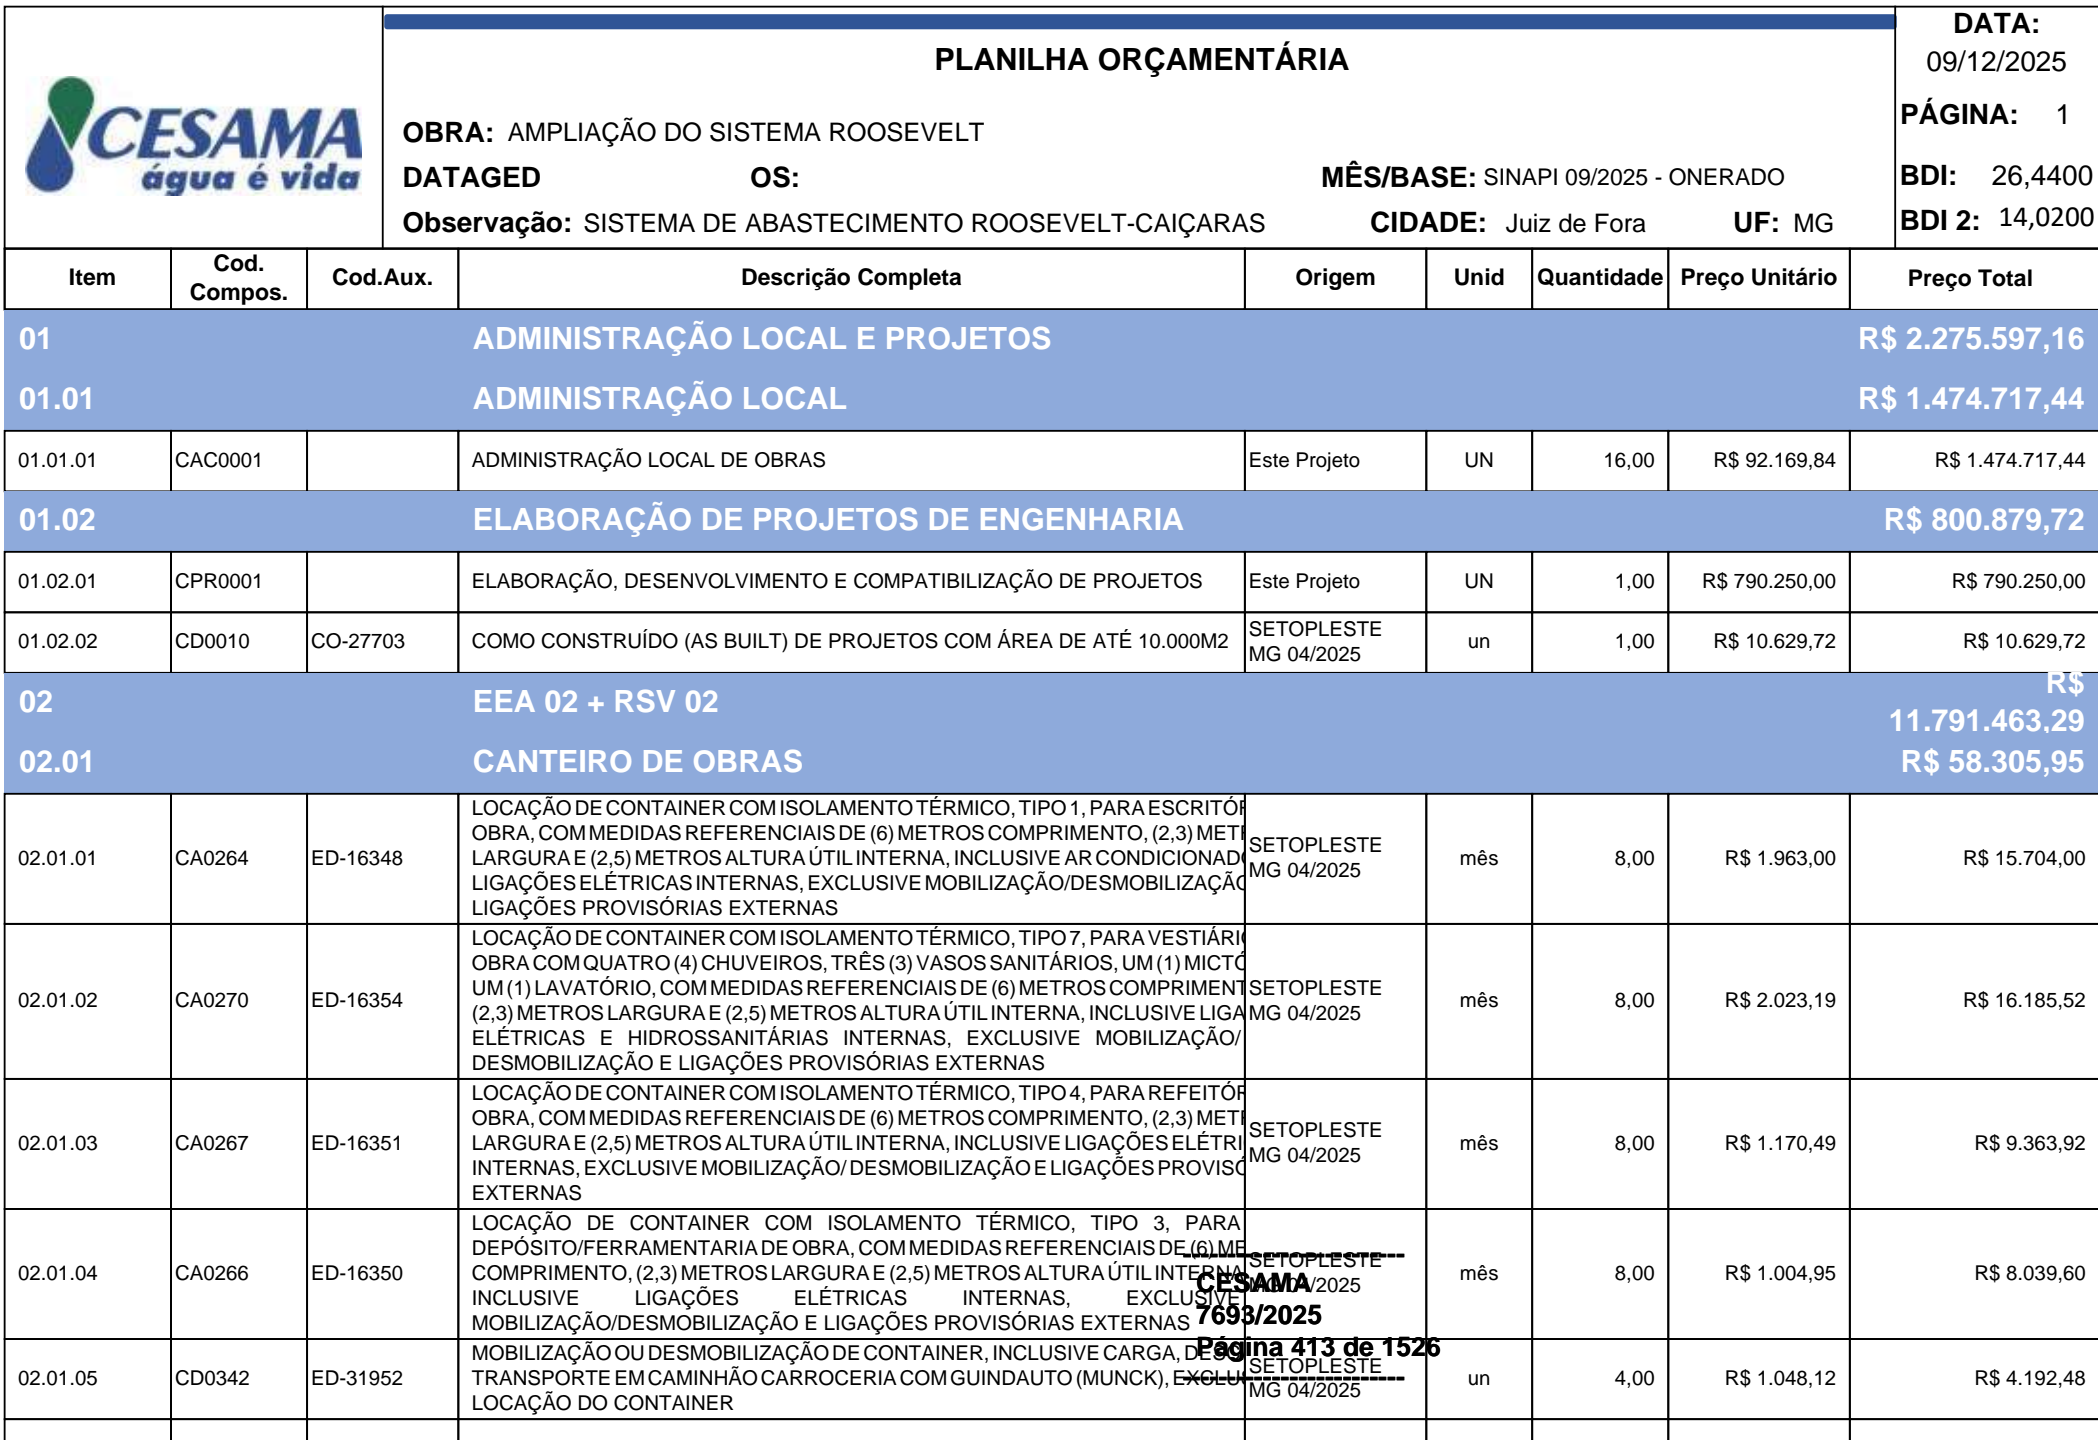 CESAMA
água é vida
PLANILHA ORÇAMENTÁRIA
OBRA: AMPLIAÇÃO DO SISTEMA ROOSEVELT
DATAGED OS: MÊS/BASE: SINAPI 09/2025 - ONERADO
Observação: SISTEMA DE ABASTECIMENTO ROOSEVELT-CAIÇARAS CIDADE: Juiz de Fora UF: MG
DATA:
09/12/2025
PÁGINA: 1
BDI: 26,4400
BDI 2: 14,0200
Item Cod. Compos. Cod.Aux. Descrição Completa Origem Unid Quantidade Preço Unitário Preço Total
01 ADMINISTRAÇÃO LOCAL E PROJETOS R$ 2.275.597,16
01.01 ADMINISTRAÇÃO LOCAL R$ 1.474.717,44
01.01.01 CAC0001 ADMINISTRAÇÃO LOCAL DE OBRAS Este Projeto UN 16,00 R$ 92.169,84 R$ 1.474.717,44
01.02 ELABORAÇÃO DE PROJETOS DE ENGENHARIA R$ 800.879,72
01.02.01 CPR0001 ELABORAÇÃO, DESENVOLVIMENTO E COMPATIBILIZAÇÃO DE PROJETOS Este Projeto UN 1,00 R$ 790.250,00 R$ 790.250,00
01.02.02 CD0010 CO-27703 COMO CONSTRUÍDO (AS BUILT) DE PROJETOS COM ÁREA DE ATÉ 10.000M2 SETOPLESTE MG 04/2025 un 1,00 R$ 10.629,72 R$ 10.629,72
02 EEA 02 + RSV 02 R$ 11.791.463,29
02.01 CANTEIRO DE OBRAS R$ 58.305,95
LOCAÇÃO DE CONTAINER COM ISOLAMENTO TÉRMICO, TIPO 1, PARA
OBRA, COM MEDIDAS REFERENCIAIS DE (6) METROS COMPRIMENTO, (2,3)
02.01.01 CA0264 ED-16348 LARGURA E (2,5) METROS ALTURA ÚTIL INTERNA, INCLUSIVE AR SETOPLESTE MG 04/2025 mês 8,00 R$ 1.963,00 R$ 15.704,00
LIGAÇÕES ELÉTRICAS INTERNAS, EXCLUSIVE
LIGAÇÕES PROVISÓRIAS EXTERNAS
LOCAÇÃO DE CONTAINER COM ISOLAMENTO TÉRMICO, TIPO 7, PARA
OBRA COM QUATRO (4) CHUVEIROS, TRÊS (3) VASOS SANITÁRIOS, UM (1)
02.01.02 CA0270 ED-16354 UM (1) LAVATÓRIO, COM MEDIDAS REFERENCIAIS DE (6) METROS SETOPLESTE MG 04/2025 mês 8,00 R$ 2.023,19 R$ 16.185,52
(2,3) METROS LARGURA E (2,5) METROS ALTURA ÚTIL INTERNA, INCLUSIVE
ELÉTRICAS E HIDROSSANITÁRIAS INTERNAS, EXCLUSIVE MOBILIZAÇÃO/
DESMOBILIZAÇÃO E LIGAÇÕES PROVISÓRIAS EXTERNAS
LOCAÇÃO DE CONTAINER COM ISOLAMENTO TÉRMICO, TIPO 4, PARA
OBRA, COM MEDIDAS REFERENCIAIS DE (6) METROS COMPRIMENTO, (2,3)
02.01.03 CA0267 ED-16351 LARGURA E (2,5) METROS ALTURA ÚTIL INTERNA, INCLUSIVE LIGAÇÕES SETOPLESTE MG 04/2025 mês 8,00 R$ 1.170,49 R$ 9.363,92
INTERNAS, EXCLUSIVE MOBILIZAÇÃO/ DESMOBILIZAÇÃO E LIGAÇÕES
EXTERNAS
LOCAÇÃO DE CONTAINER COM ISOLAMENTO TÉRMICO, TIPO 3, PARA
DEPÓSITO/FERRAMENTARIA DE OBRA, COM MEDIDAS REFERENCIAIS DE (6)
02.01.04 CA0266 ED-16350 COMPRIMENTO, (2,3) METROS LARGURA E (2,5) METROS ALTURA ÚTIL INTERNA SETOPLESTE MG 04/2025 mês 8,00 R$ 1.004,95 R$ 8.039,60
INCLUSIVE LIGAÇÕES ELÉTRICAS INTERNAS, EXCLUSIVE
MOBILIZAÇÃO/DESMOBILIZAÇÃO E LIGAÇÕES PROVISÓRIAS EXTERNAS
CESAMA
7693/2025
Página 413 de 1526
MOBILIZAÇÃO OU DESMOBILIZAÇÃO DE CONTAINER, INCLUSIVE CARGA,
02.01.05 CD0342 ED-31952 TRANSPORTE EM CAMINHÃO CARROCERIA COM GUINDAUTO (MUNCK), SETOPLESTE MG 04/2025 un 4,00 R$ 1.048,12 R$ 4.192,48
LOCAÇÃO DO CONTAINER